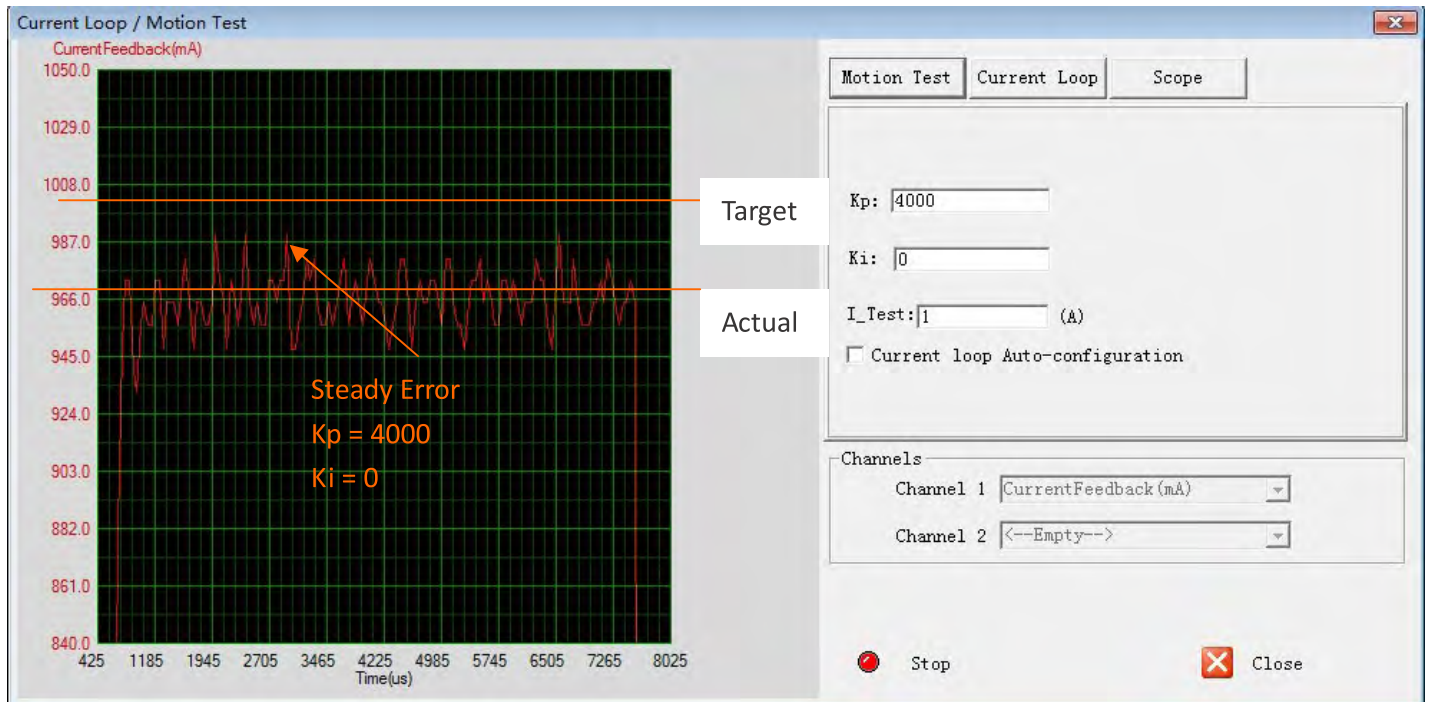 Current Loop / Motion Test
CurrentFeedback(mA)
1050.0
1029.0
1008.0
987.0
966.0
945.0
924.0
903.0
882.0
861.0
840.0
425 1185 1945 2705 3465 4225 4985 5745 6505 7265 8025
Time(us)
Target
Actual
Steady Error
Kp = 4000
Ki = 0
Motion Test Current Loop Scope
Kp: 4000
Ki: 0
I_Test: 1 (A)
Current loop Auto-configuration
Channels
Channel 1 CurrentFeedback(mA)
Channel 2 <--Empty-->
Stop Close